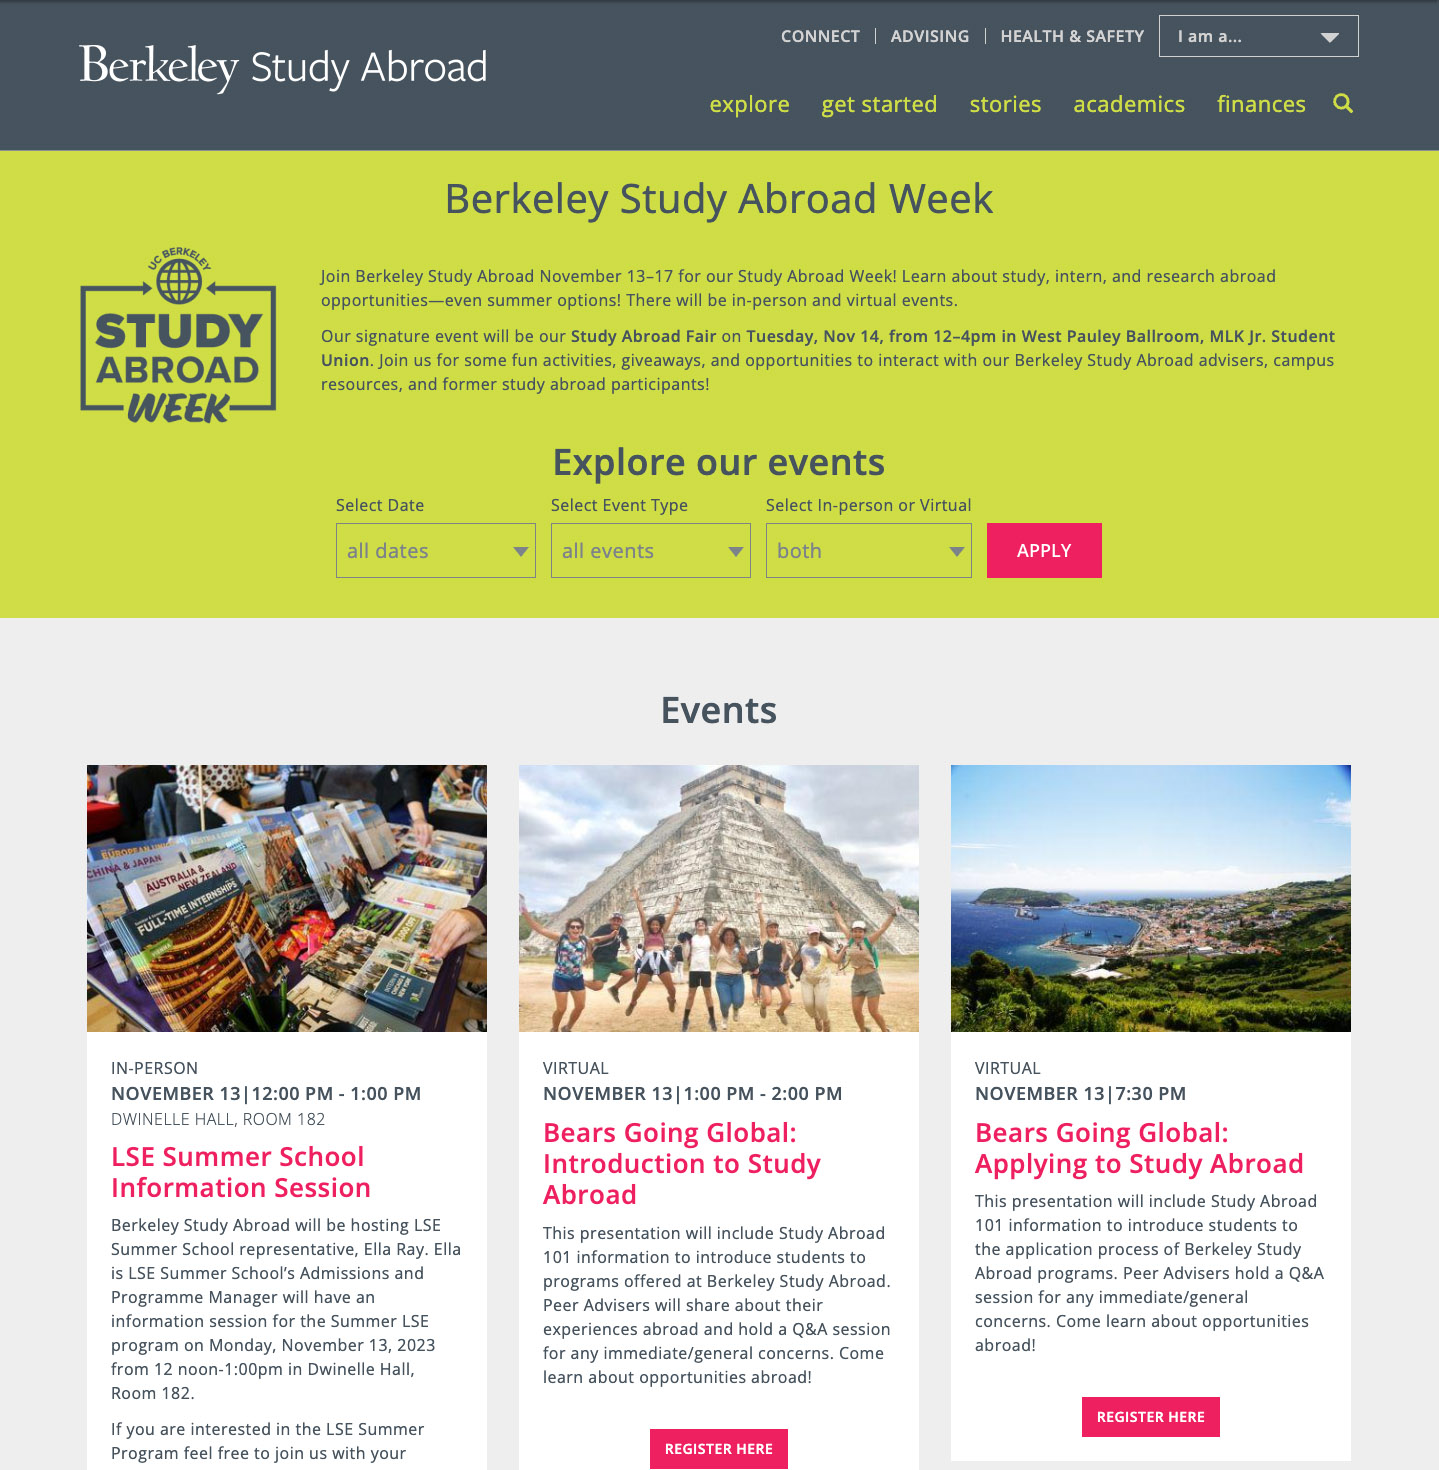 Berkeley Study Abroad
CONNECT
ADVISING
HEALTH & SAFETY
I am a...
explore
get started
stories
academics
finances
Berkeley Study Abroad Week
UC BERKELEY
STUDY
ABROAD
WEEK
Join Berkeley Study Abroad November 13–17 for our Study Abroad Week! Learn about study, intern, and research abroad
opportunities—even summer options! There will be in-person and virtual events.
Our signature event will be our Study Abroad Fair on Tuesday, Nov 14, from 12–4pm in West Pauley Ballroom, MLK Jr. Student
Union. Join us for some fun activities, giveaways, and opportunities to interact with our Berkeley Study Abroad advisers, campus
resources, and former study abroad participants!
Explore our events
Select Date
all dates
Select Event Type
all events
Select In-person or Virtual
both
APPLY
Events
EUROPEAN UNION
CHINA & JAPAN
AUSTRALIA &
NEW ZEALAND
FULL-TIME INTERNSHIPS
IN-PERSON
NOVEMBER 13|12:00 PM - 1:00 PM
DWINELLE HALL, ROOM 182
LSE Summer School
Information Session
Berkeley Study Abroad will be hosting LSE
Summer School representative, Ella Ray. Ella
is LSE Summer School’s Admissions and
Programme Manager will have an
information session for the Summer LSE
program on Monday, November 13, 2023
from 12 noon-1:00pm in Dwinelle Hall,
Room 182.
If you are interested in the LSE Summer
Program feel free to join us with your
VIRTUAL
NOVEMBER 13|1:00 PM - 2:00 PM
Bears Going Global:
Introduction to Study
Abroad
This presentation will include Study Abroad
101 information to introduce students to
programs offered at Berkeley Study Abroad.
Peer Advisers will share about their
experiences abroad and hold a Q&A session
for any immediate/general concerns. Come
learn about opportunities abroad!
REGISTER HERE
VIRTUAL
NOVEMBER 13|7:30 PM
Bears Going Global:
Applying to Study Abroad
This presentation will include Study Abroad
101 information to introduce students to
the application process of Berkeley Study
Abroad programs. Peer Advisers hold a Q&A
session for any immediate/general
concerns. Come learn about opportunities
abroad!
REGISTER HERE